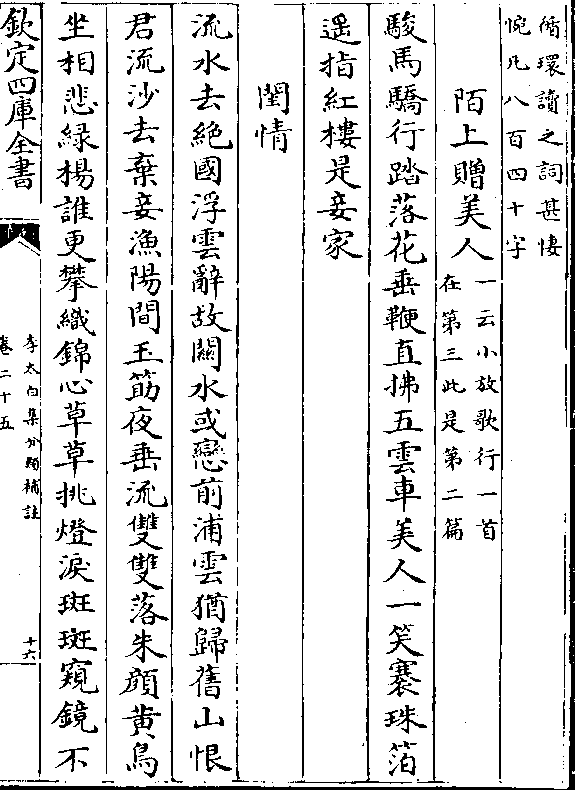 循環讀之詞甚悽
惋凡八百四十字
陌上贈美人
一云小放歌行一首
在第三此是第二篇
駿馬驕行踏落花垂鞭直拂五雲車美人一笑褰珠箔
遥指紅樓是妾家
閨情
流水去絶國浮雲辭故闗水或戀前浦雲猶歸舊山恨
君流沙去棄妾漁陽間玉筯夜垂流雙雙落朱顔黄鳥
坐相悲緑楊誰更攀織錦心草草挑燈淚斑斑窺鏡不
欽定四庫全書
李太白集分類補註
卷二十五
十六